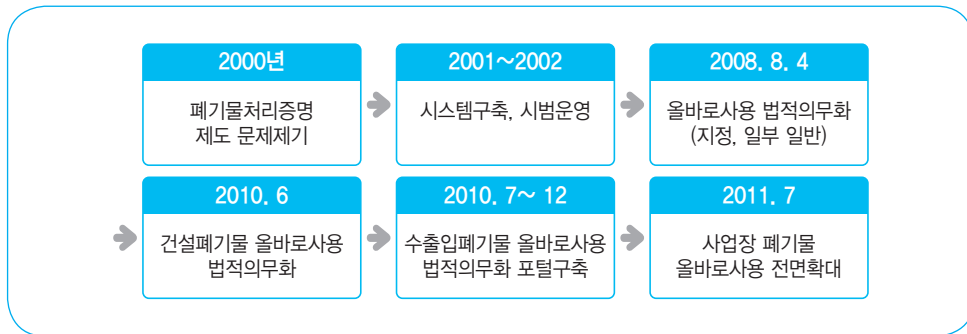 2000년
폐기물처리증명
제도 문제제기
2001~2002
시스템구축, 시범운영
2008. 8. 4
올바로사용 법적의무화
(지정, 일부 일반)
2010. 6
건설폐기물 올바로사용
법적의무화
2010. 7~ 12
수출입폐기물 올바로사용
법적의무화 포털구축
2011. 7
사업장 폐기물
올바로사용 전면확대